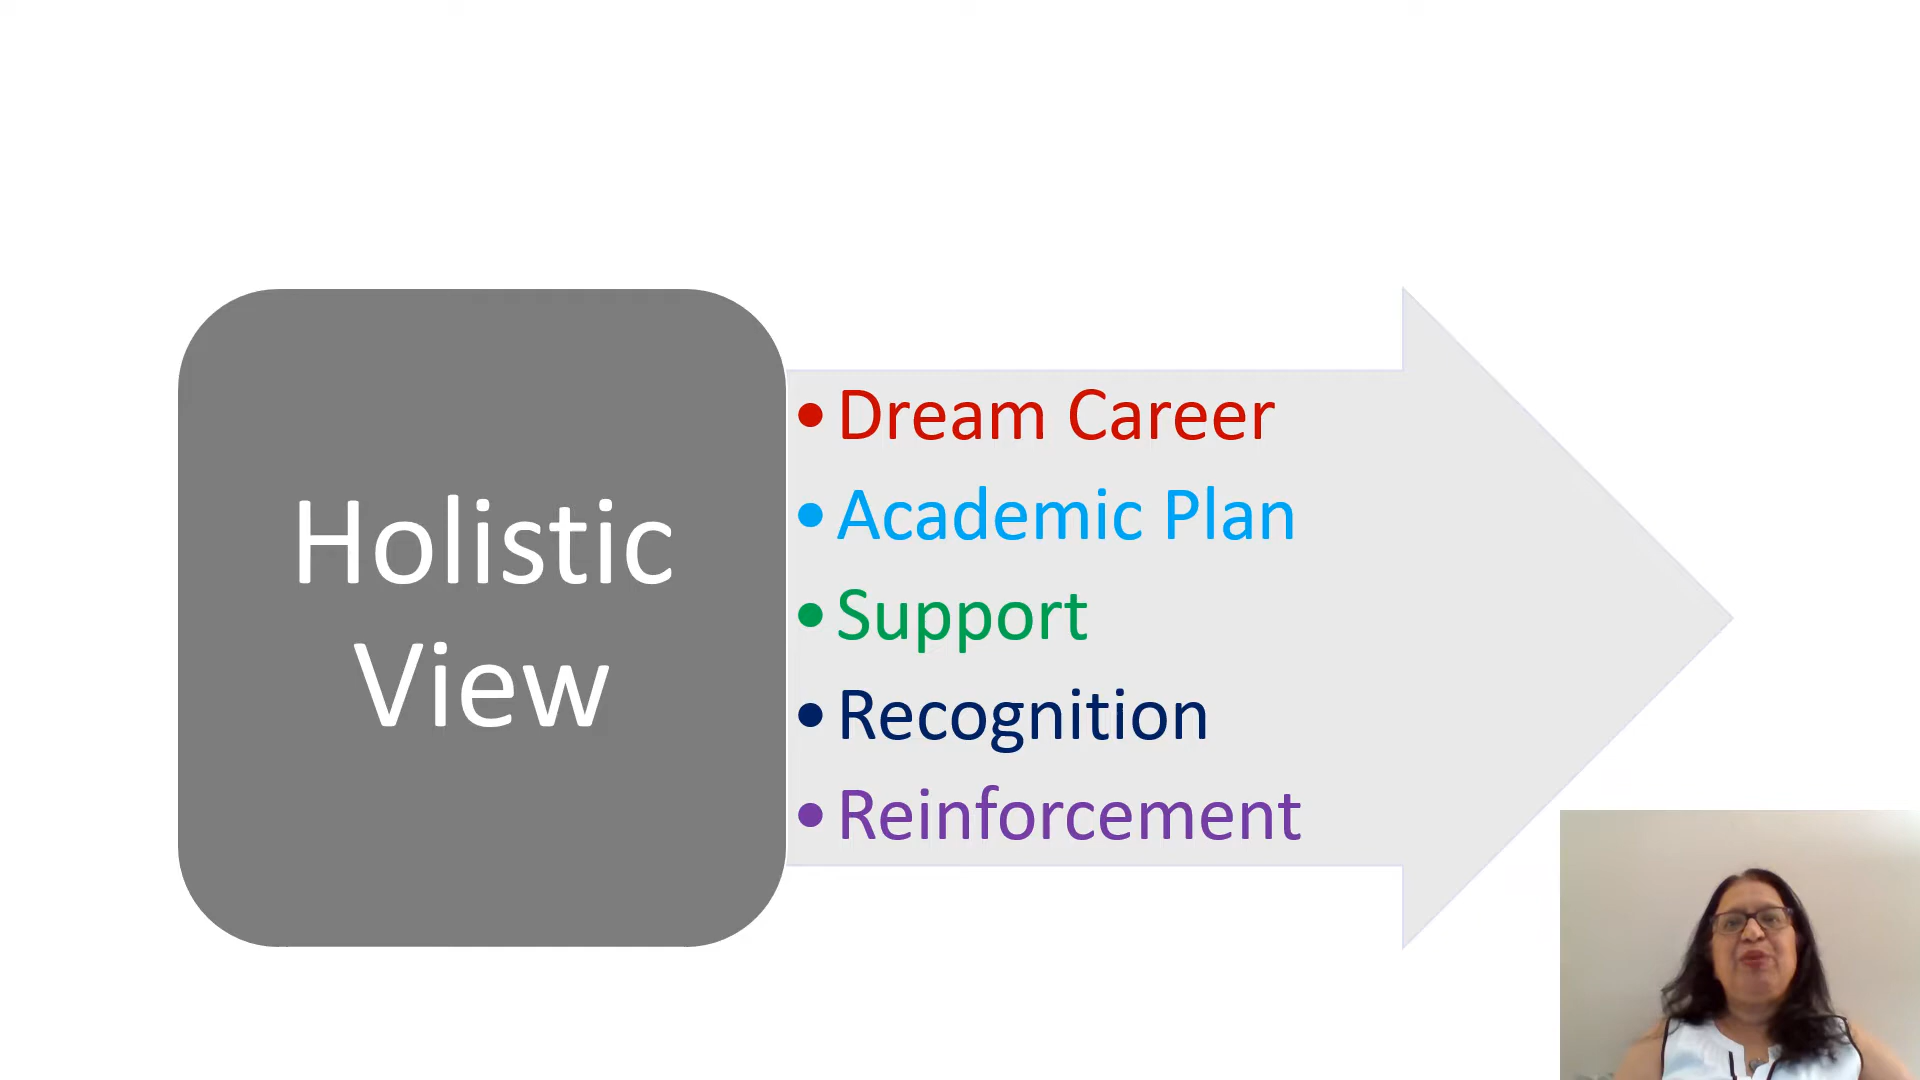 Holistic
View
• Dream Career
• Academic Plan
• Support
• Recognition
• Reinforcement